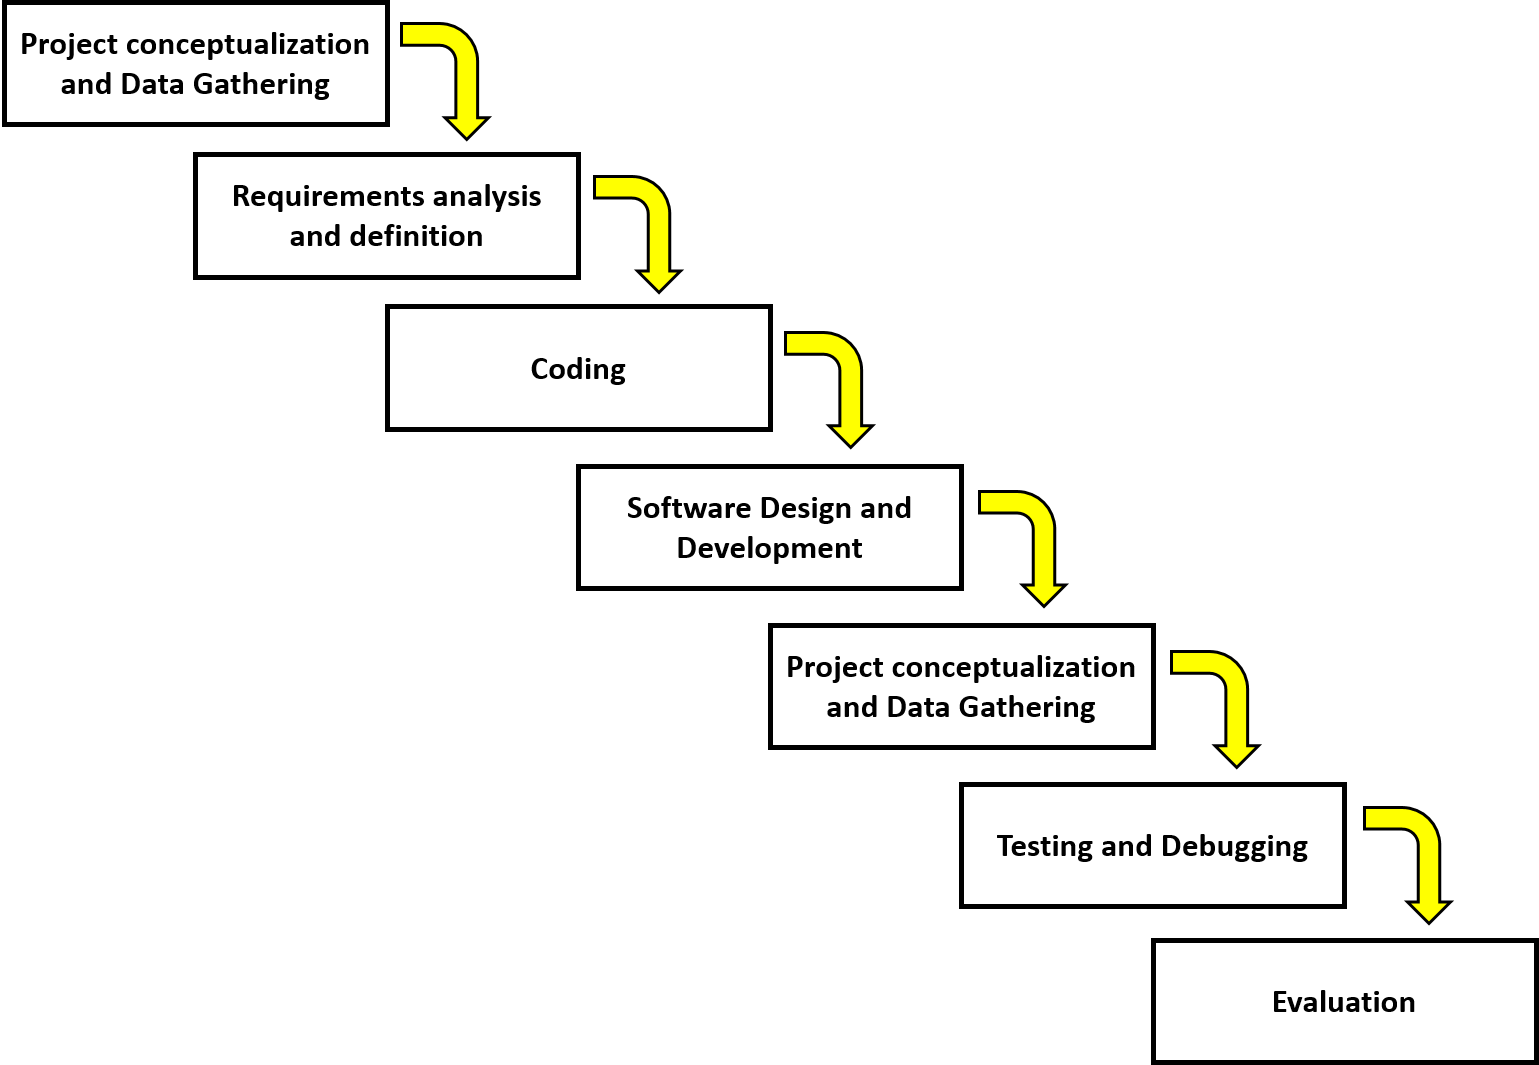 Project conceptualization
and Data Gathering
Requirements analysis
and definition
Coding
Software Design and
Development
Project conceptualization
and Data Gathering
Testing and Debugging
Evaluation